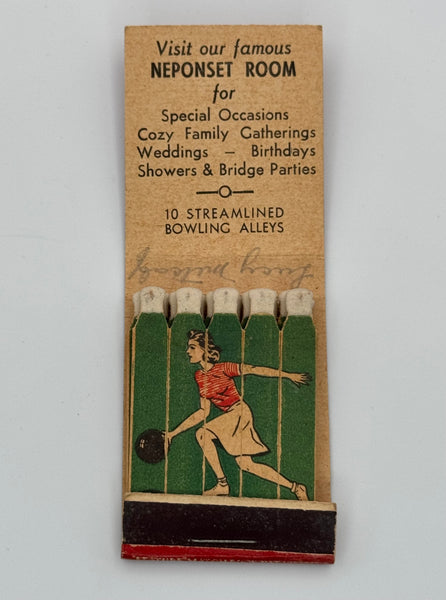 Visit our famous
NEPONSET ROOM
for
Special Occasions
Cozy Family Gatherings
Weddings – Birthdays
Showers & Bridge Parties
10 STREAMLINED
BOWLING ALLEYS